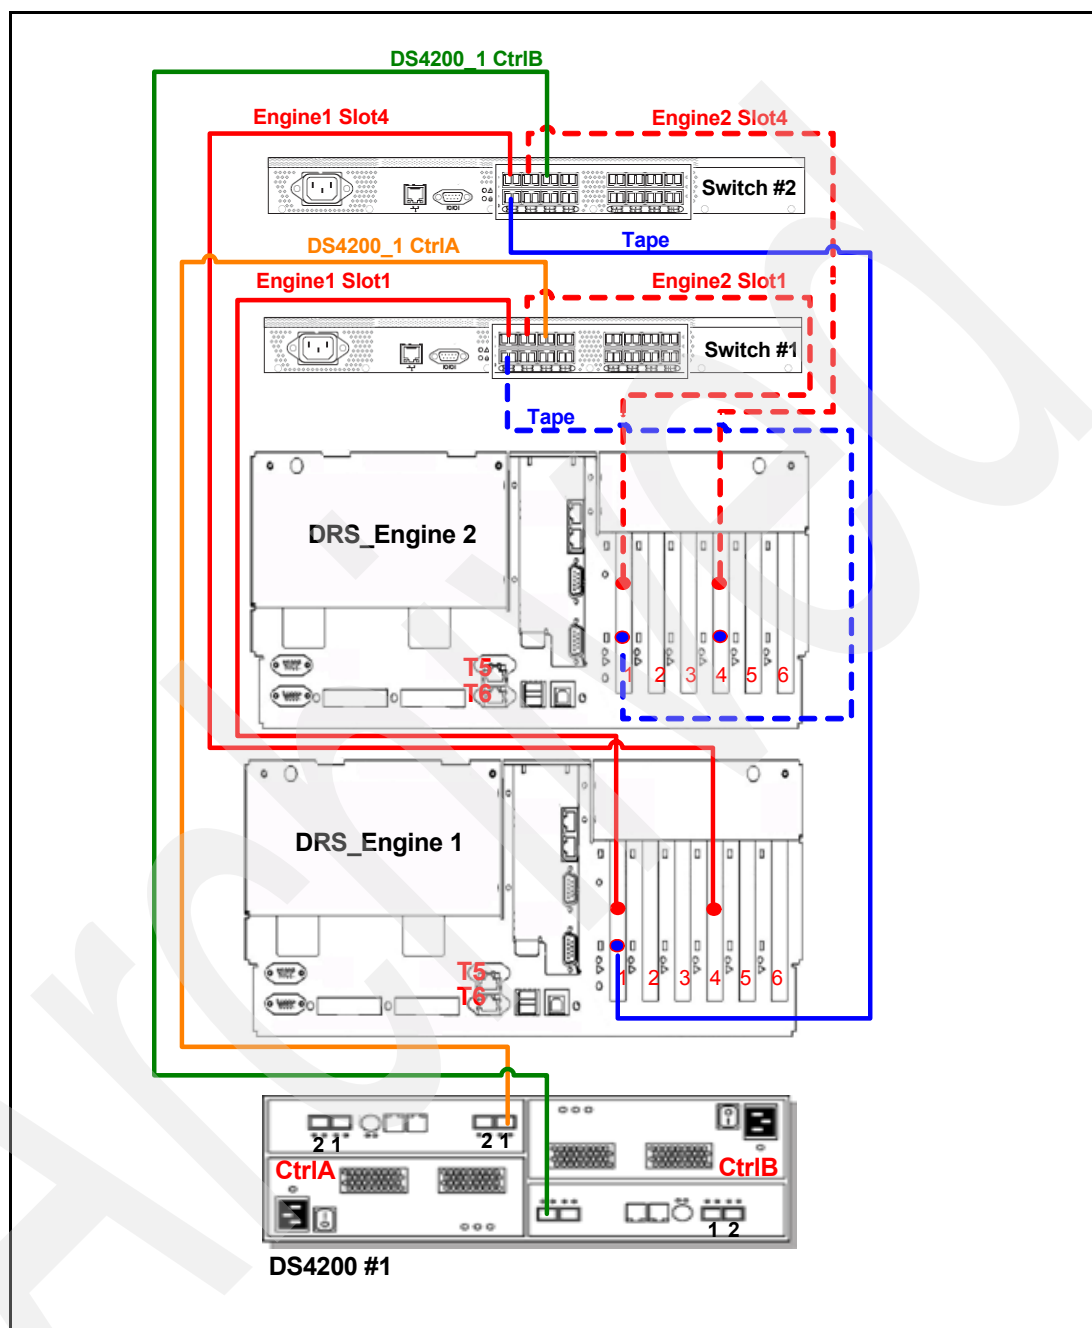 DS4200_1 CtrlB
Engine1 Slot4
Engine2 Slot4
Switch #2
Tape
DS4200_1 CtrlA
Engine1 Slot1
Engine2 Slot1
Switch #1
Tape
DRS_Engine 2
T5
T6
1 2 3 4 5 6
DRS_Engine 1
T5
T6
1 2 3 4 5 6
2 1
2 1
CtrlA
CtrlB
1 2
DS4200 #1
Archived